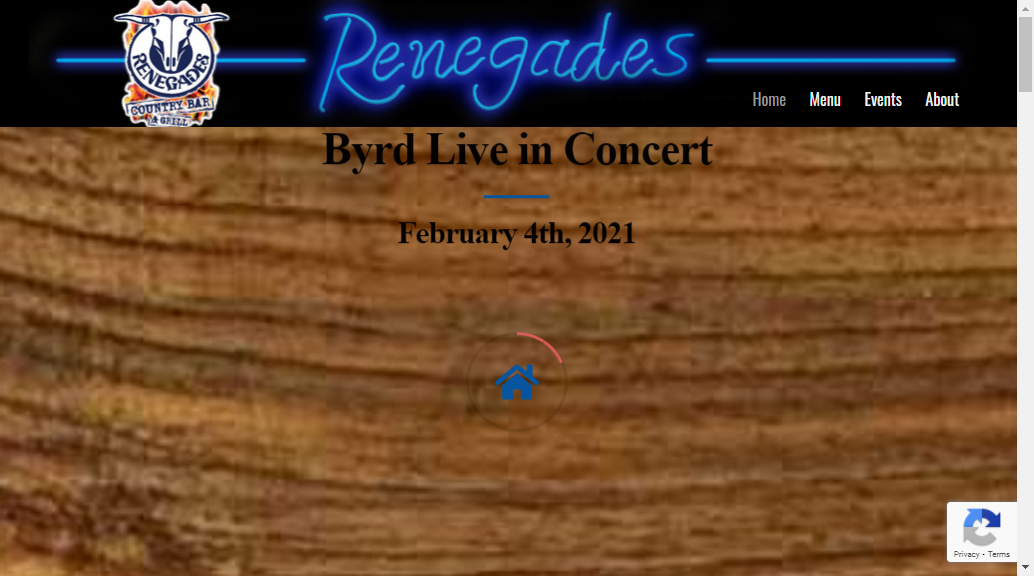 RENEGADES
COUNTRY BAR
& GRILL
Renegades
Home Menu Events About
Byrd Live in Concert
February 4th, 2021
Privacy - Terms